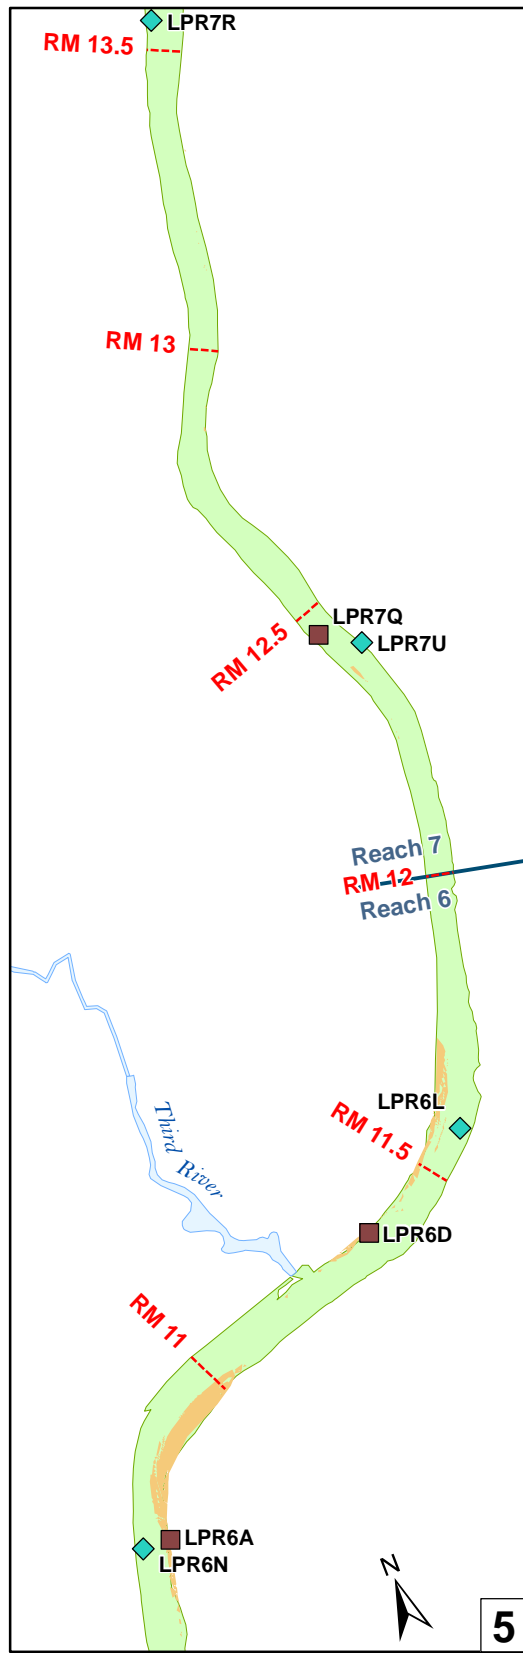 LPR7R
RM 13.5
RM 13
LPR7Q
RM 12.5
LPR7U
Reach 7
RM 12
Reach 6
LPR6L
Third River
RM 11.5
LPR6D
RM 11
LPR6A
LPR6N
N
5